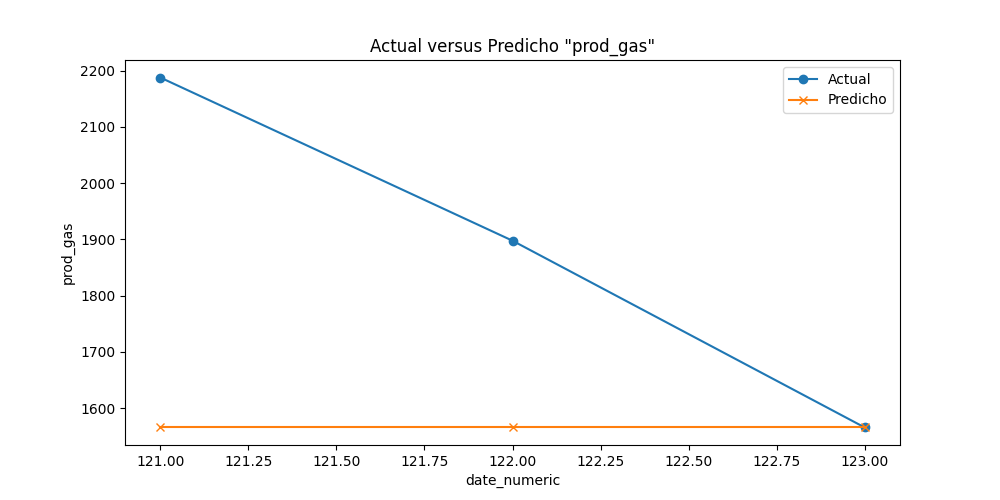 Actual versus Predicho "prod_gas"
Actual
Predicho
2200
2100
2000
1900
1800
1700
1600
prod_gas
121.00 121.25 121.50 121.75 122.00 122.25 122.50 122.75 123.00
date_numeric